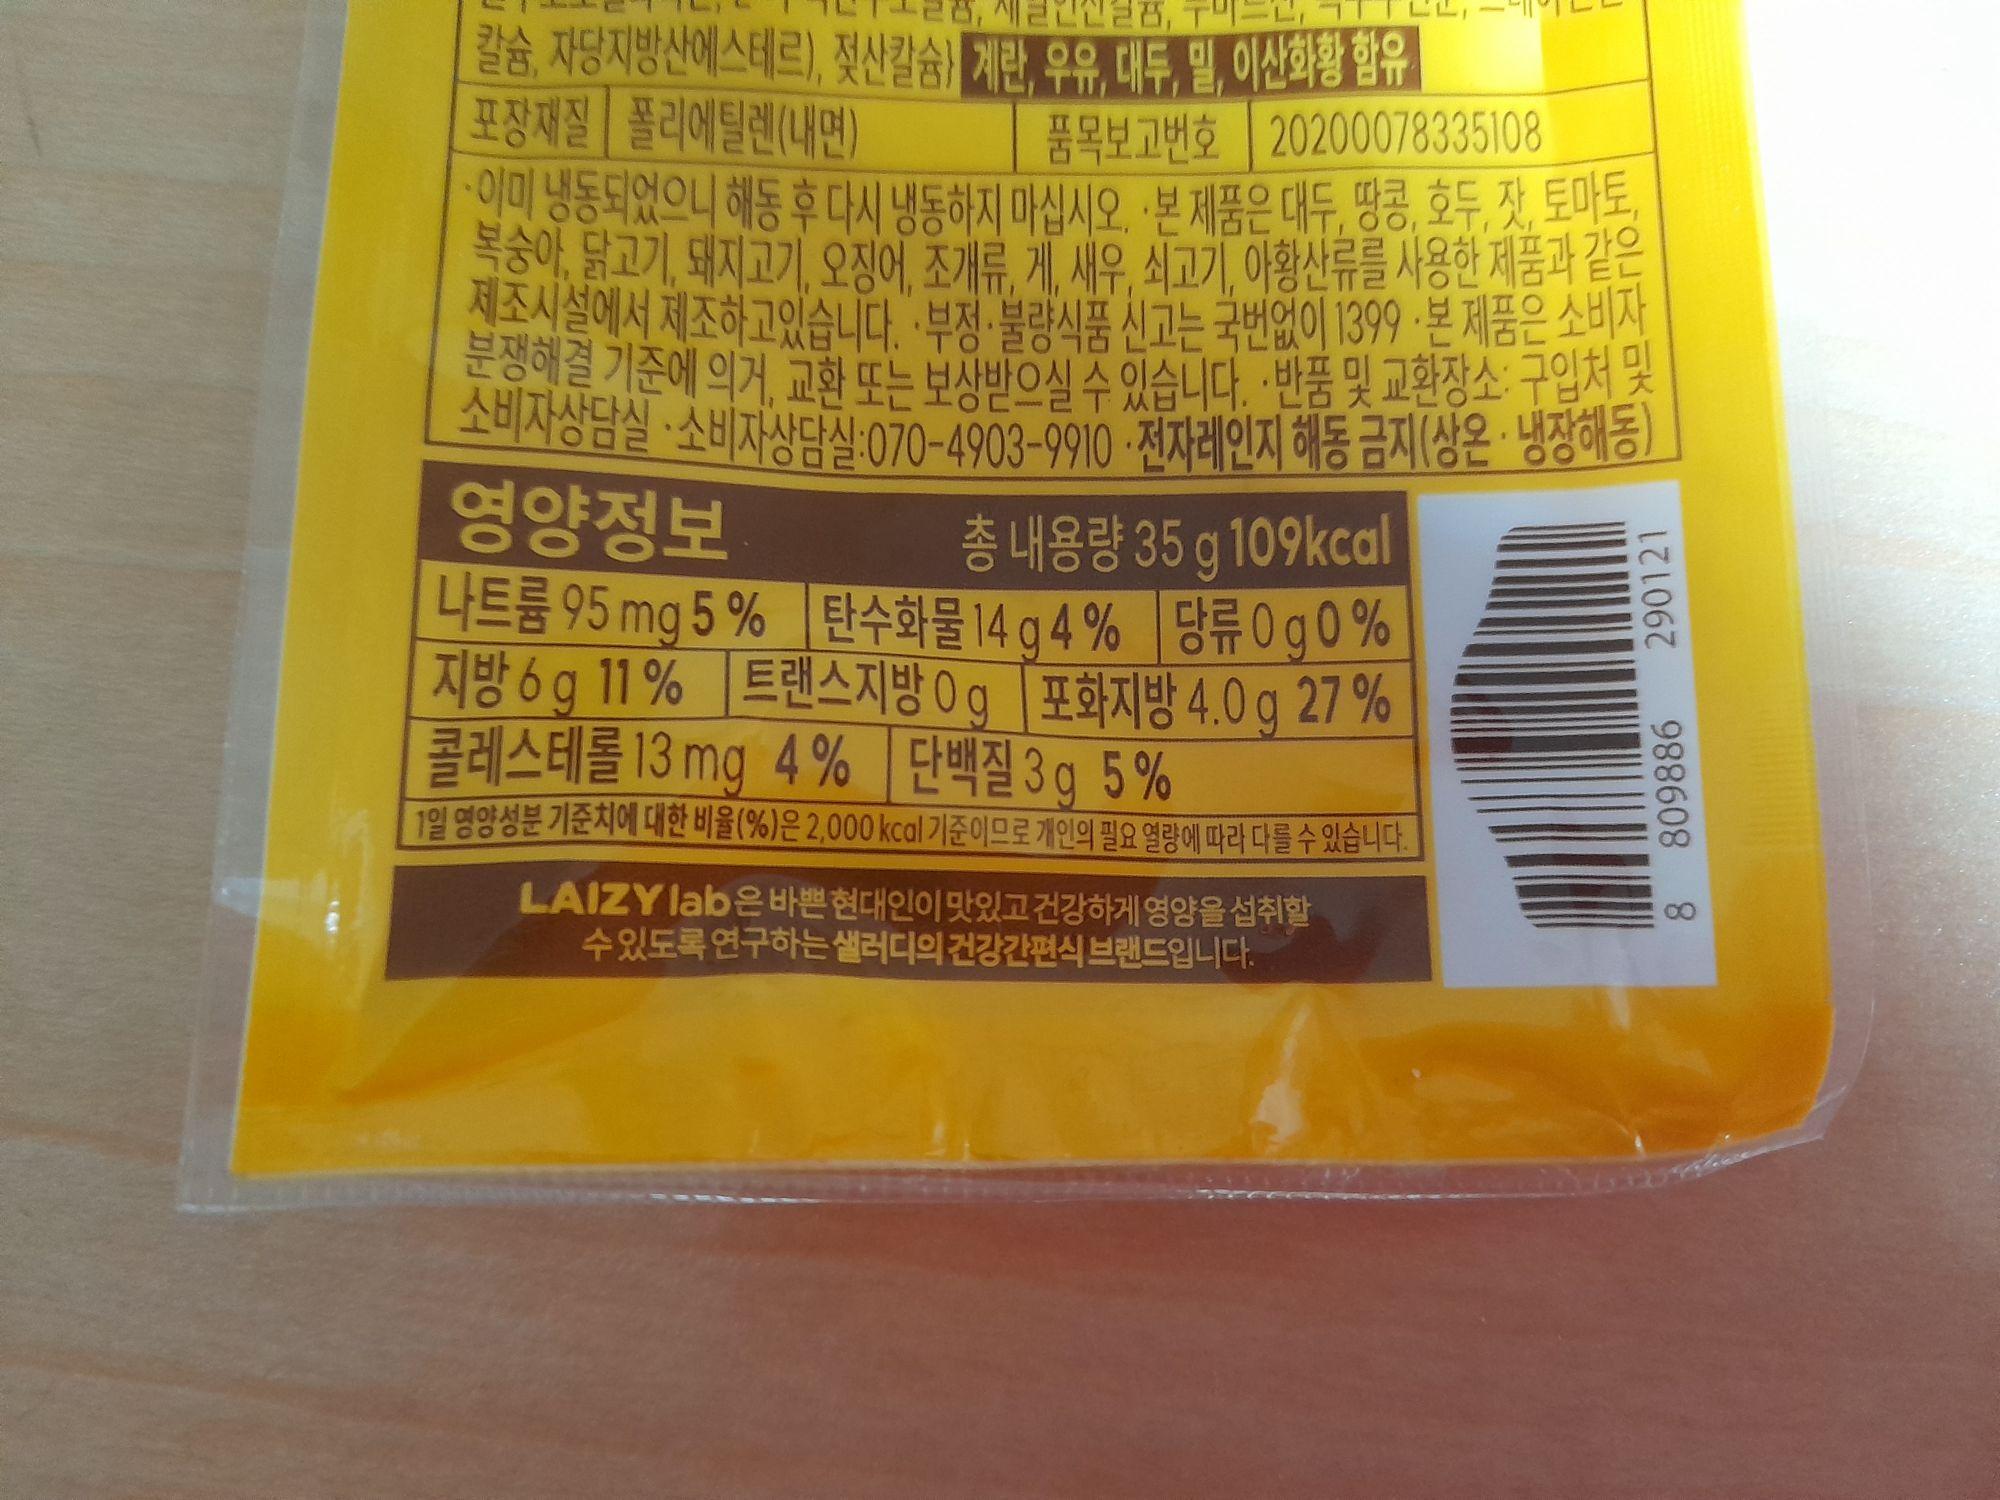 칼슘, 자당지방산에스테르), 젖산칼슘} 계란, 우유, 대두, 밀, 이산화황 함유
포장재질 폴리에틸렌(내면) 품목보고번호 20200078335108
·이미 냉동되었으니 해동 후 다시 냉동하지 마십시오. ·본 제품은 대두, 땅콩, 호두, 잣, 토마토,
복숭아, 닭고기, 돼지고기, 오징어, 조개류, 게, 새우, 쇠고기, 아황산류를 사용한 제품과 같은
제조시설에서 제조하고있습니다. ·부정·불량식품 신고는 국번없이 1399 ·본 제품은 소비자
분쟁해결 기준에 의거, 교환 또는 보상받으실 수 있습니다. ·반품 및 교환장소: 구입처 및
소비자상담실 ·소비자상담실:070-4903-9910 ·전자레인지 해동 금지(상온·냉장해동)
영양정보 총 내용량 35 g 109kcal
나트륨 95 mg 5 % 탄수화물 14 g 4 % 당류 0 g 0 %
지방 6 g 11 % 트랜스지방 0 g 포화지방 4.0 g 27 %
콜레스테롤 13 mg 4 % 단백질 3 g 5 %
1일 영양성분 기준치에 대한 비율(%)은 2,000 kcal 기준이므로 개인의 필요 열량에 따라 다를 수 있습니다.
LAIZY lab은 바쁜 현대인이 맛있고 건강하게 영양을 섭취할
수 있도록 연구하는 샐러디의 건강간편식 브랜드입니다.
8 809886 290121